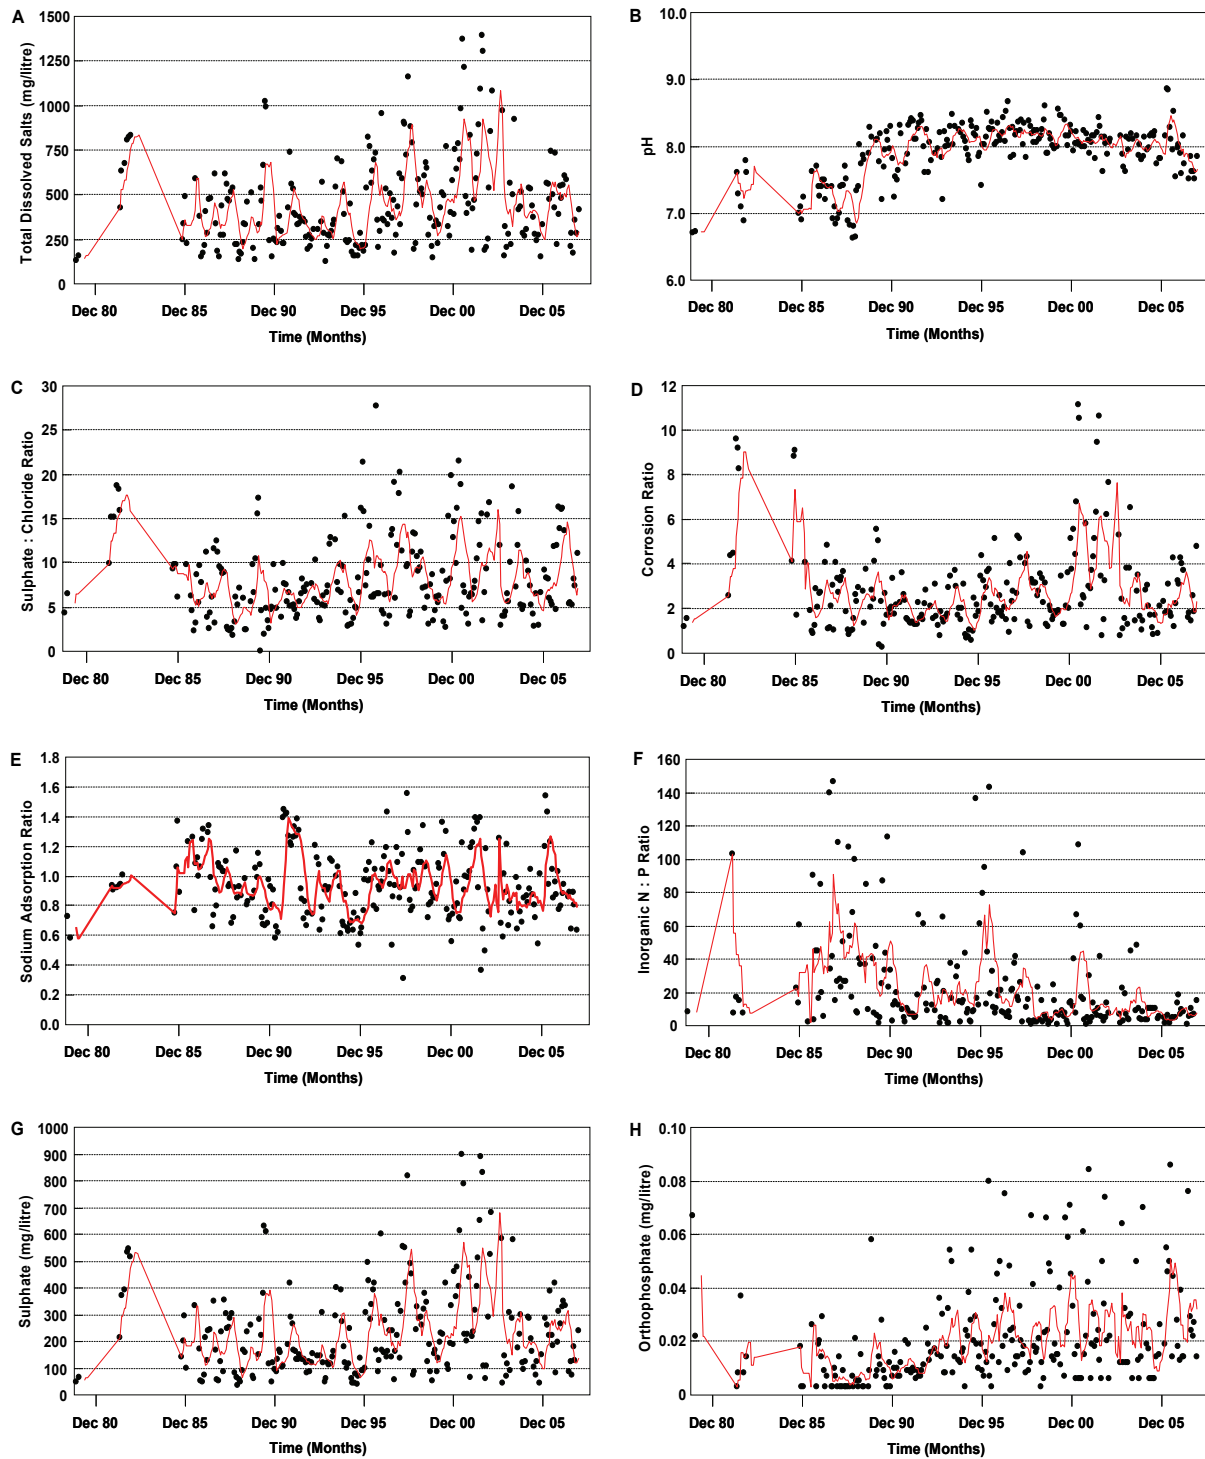 A
Total Dissolved Salts (mg/litre)
1500
1250
1000
750
500
250
0
Dec 80 Dec 85 Dec 90 Dec 95 Dec 00 Dec 05
Time (Months)
B
pH
10.0
9.0
8.0
7.0
6.0
Dec 80 Dec 85 Dec 90 Dec 95 Dec 00 Dec 05
Time (Months)
C
Sulphate : Chloride Ratio
30
25
20
15
10
5
0
Dec 80 Dec 85 Dec 90 Dec 95 Dec 00 Dec 05
Time (Months)
D
Corrosion Ratio
12
10
8
6
4
2
0
Dec 80 Dec 85 Dec 90 Dec 95 Dec 00 Dec 05
Time (Months)
E
Sodium Adsorption Ratio
1.8
1.6
1.4
1.2
1.0
0.8
0.6
0.4
0.2
0.0
Dec 80 Dec 85 Dec 90 Dec 95 Dec 00 Dec 05
Time (Months)
F
Inorganic N : P Ratio
160
140
120
100
80
60
40
20
0
Dec 80 Dec 85 Dec 90 Dec 95 Dec 00 Dec 05
Time (Months)
G
Sulphate (mg/litre)
1000
900
800
700
600
500
400
300
200
100
0
Dec 80 Dec 85 Dec 90 Dec 95 Dec 00 Dec 05
Time (Months)
H
Orthophosphate (mg/litre)
0.10
0.08
0.06
0.04
0.02
0
Dec 80 Dec 85 Dec 90 Dec 95 Dec 00 Dec 05
Time (Months)